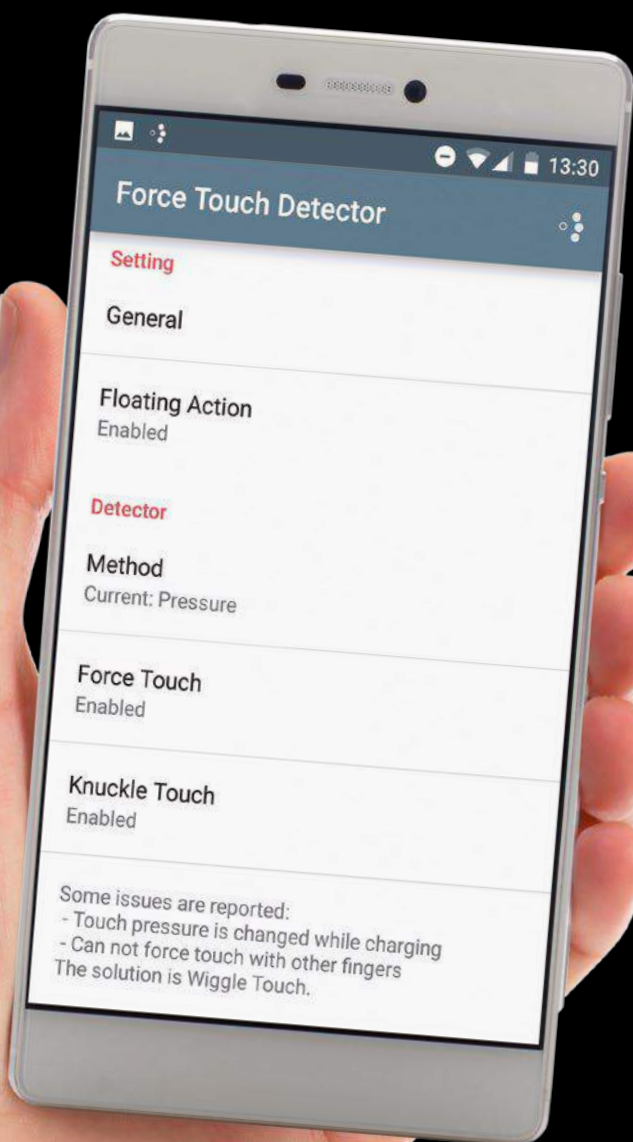 13:30
Force Touch Detector
Setting
General
Floating Action
Enabled
Detector
Method
Current: Pressure
Force Touch
Enabled
Knuckle Touch
Enabled
Some issues are reported:
- Touch pressure is changed while charging
- Can not force touch with other fingers
The solution is Wiggle Touch.